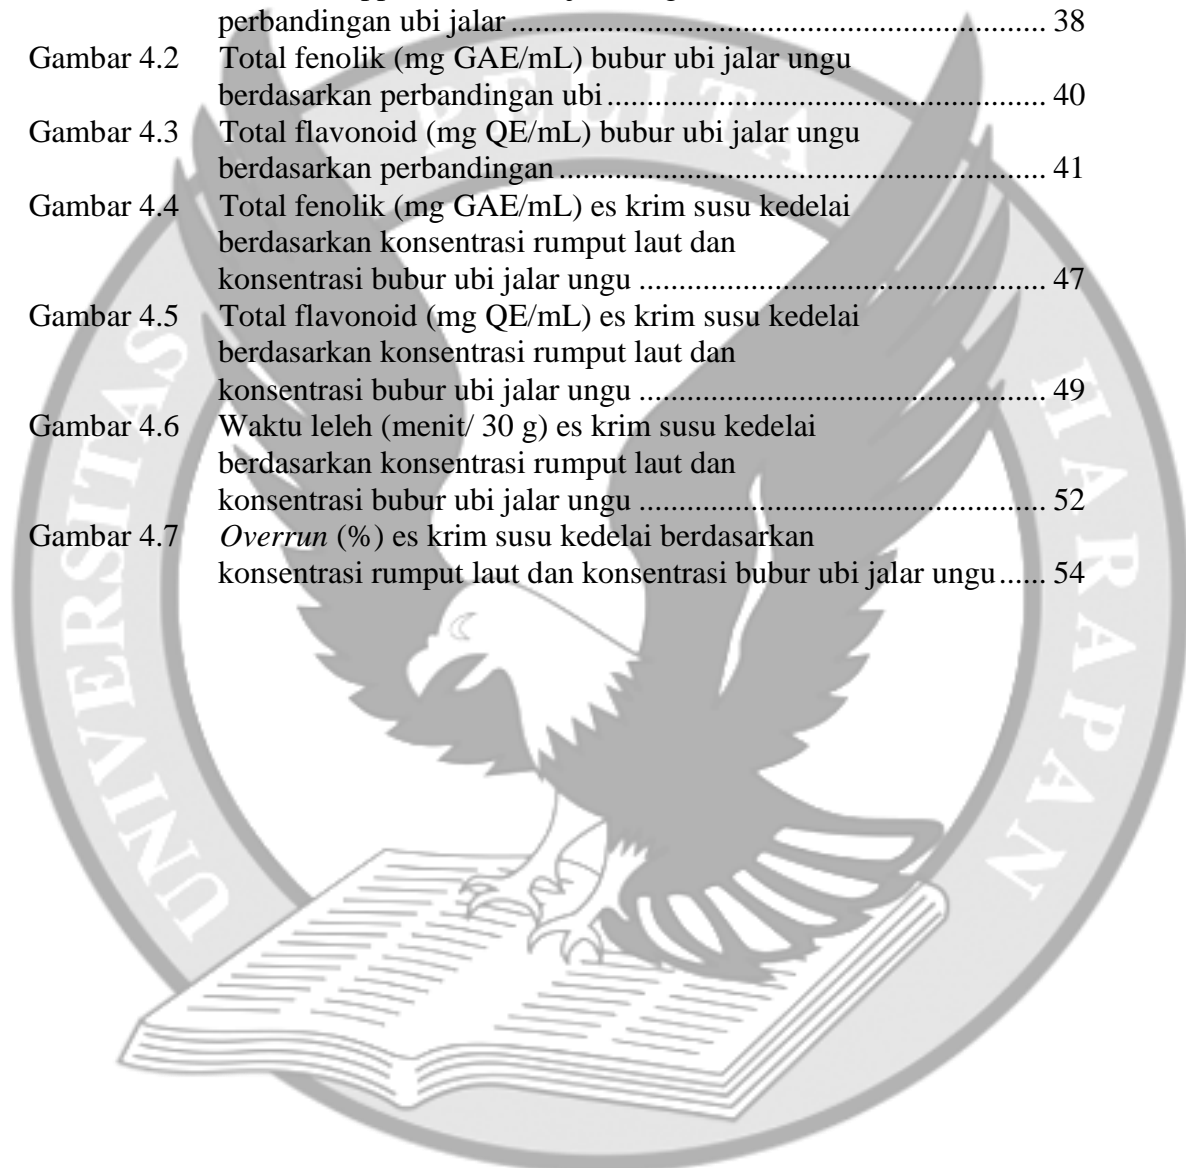 perbandingan ubi jalar ..................................................................... 38
Gambar 4.2 Total fenolik (mg GAE/mL) bubur ubi jalar ungu
berdasarkan perbandingan ubi ........................................................ 40
Gambar 4.3 Total flavonoid (mg QE/mL) bubur ubi jalar ungu
berdasarkan perbandingan .............................................................. 41
Gambar 4.4 Total fenolik (mg GAE/mL) es krim susu kedelai
berdasarkan konsentrasi rumput laut dan
konsentrasi bubur ubi jalar ungu .................................................... 47
Gambar 4.5 Total flavonoid (mg QE/mL) es krim susu kedelai
berdasarkan konsentrasi rumput laut dan
konsentrasi bubur ubi jalar ungu .................................................... 49
Gambar 4.6 Waktu leleh (menit/ 30 g) es krim susu kedelai
berdasarkan konsentrasi rumput laut dan
konsentrasi bubur ubi jalar ungu .................................................... 52
Gambar 4.7 Overrun (%) es krim susu kedelai berdasarkan
konsentrasi rumput laut dan konsentrasi bubur ubi jalar ungu ...... 54
UNIVERSITAS
PELITA
HARAPAN